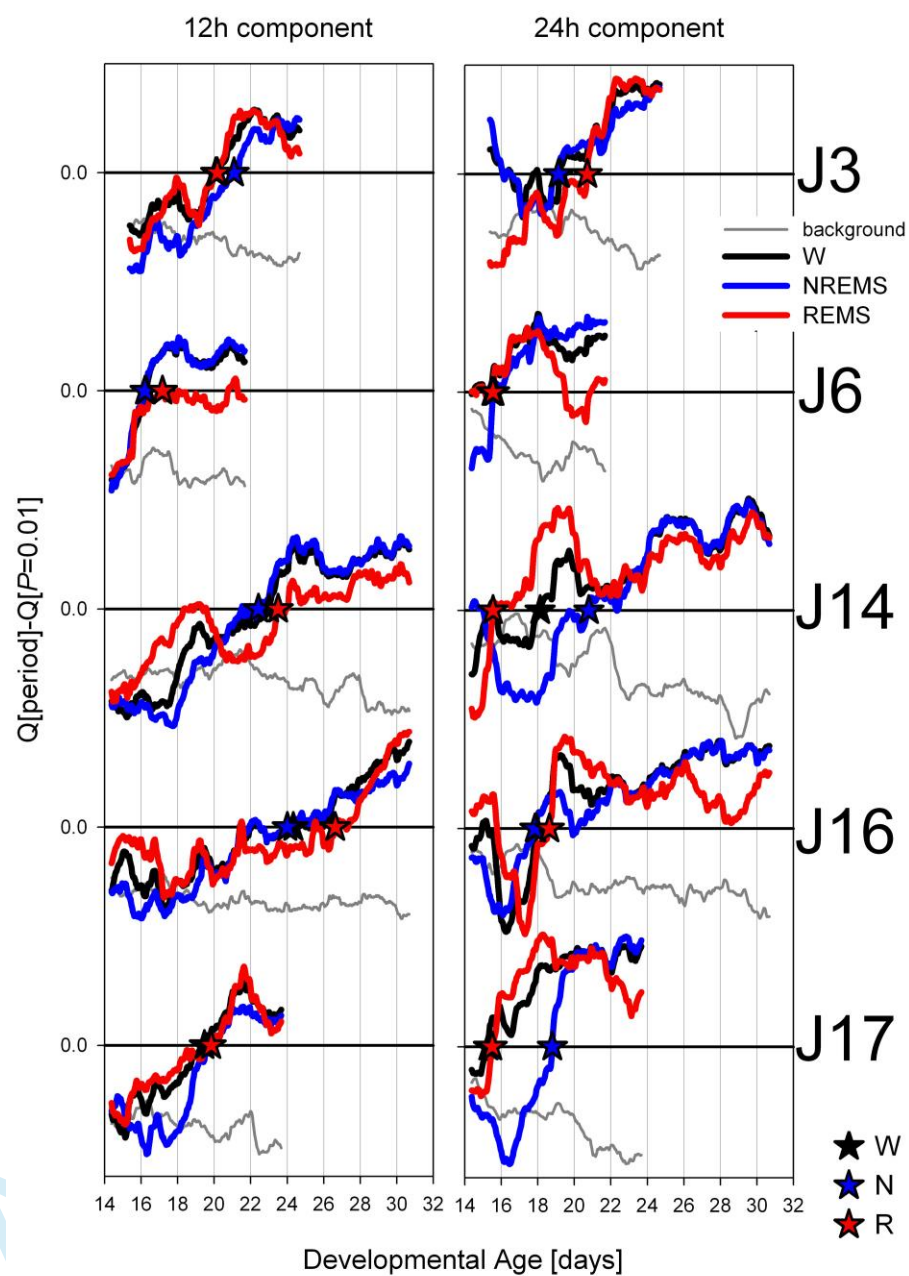 12h component 24h component
0.0 J3
background
W
NREMS
REMS
0.0 J6
Q[period]-Q[P=0.01]
0.0 J14
0.0 J16
0.0 J17
W
N
R
14 16 18 20 22 24 26 28 30 32 14 16 18 20 22 24 26 28 30 32
Developmental Age [days]